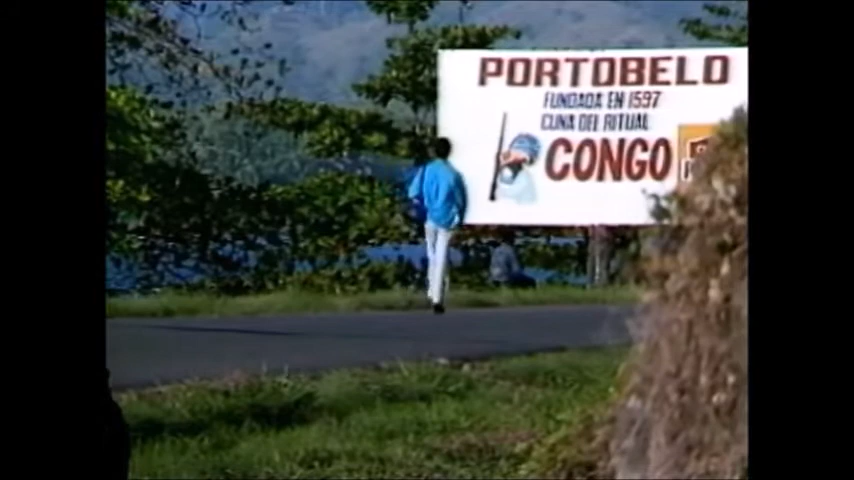 PORTOBELO
FUNDADA EN 1597
CUNA DEL RITUAL
CONGO